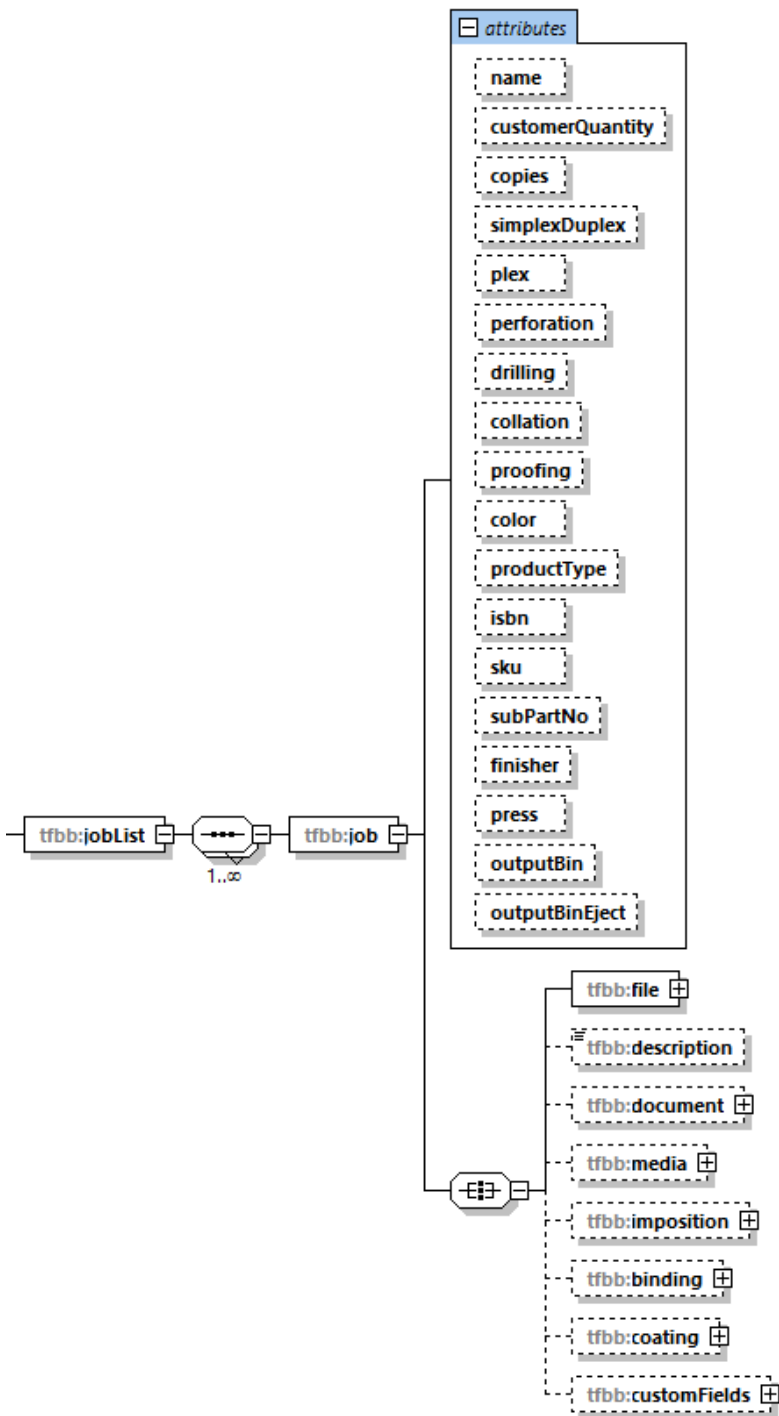 attributes
name
customerQuantity
copies
simplexDuplex
plex
perforation
drilling
collation
proofing
color
productType
isbn
sku
subPartNo
finisher
press
outputBin
outputBinEject
tfbb:jobList
1..∞
tfbb:job
tfbb:file
tfbb:description
tfbb:document
tfbb:media
tfbb:imposition
tfbb:binding
tfbb:coating
tfbb:customFields